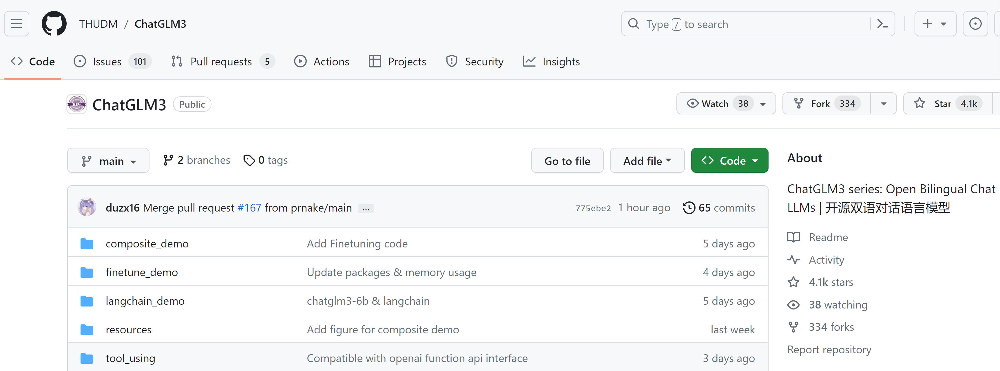 THUDM / ChatGLM3
Type / to search
Code
Issues 101
Pull requests 5
Actions
Projects
Security
Insights
ChatGLM3 Public
Watch 38
Fork 334
Star 4.1k
main
2 branches
0 tags
Go to file
Add file
Code
duzx16 Merge pull request #167 from prnake/main ...
775ebe2 1 hour ago
65 commits
composite_demo Add Finetuning code 5 days ago
finetune_demo Update packages & memory usage 4 days ago
langchain_demo chatglm3-6b & langchain 5 days ago
resources Add figure for composite demo last week
tool_using Compatible with openai function api interface 3 days ago
About
ChatGLM3 series: Open Bilingual Chat
LLMs | 开源双语对话语言模型
Readme
Activity
4.1k stars
38 watching
334 forks
Report repository